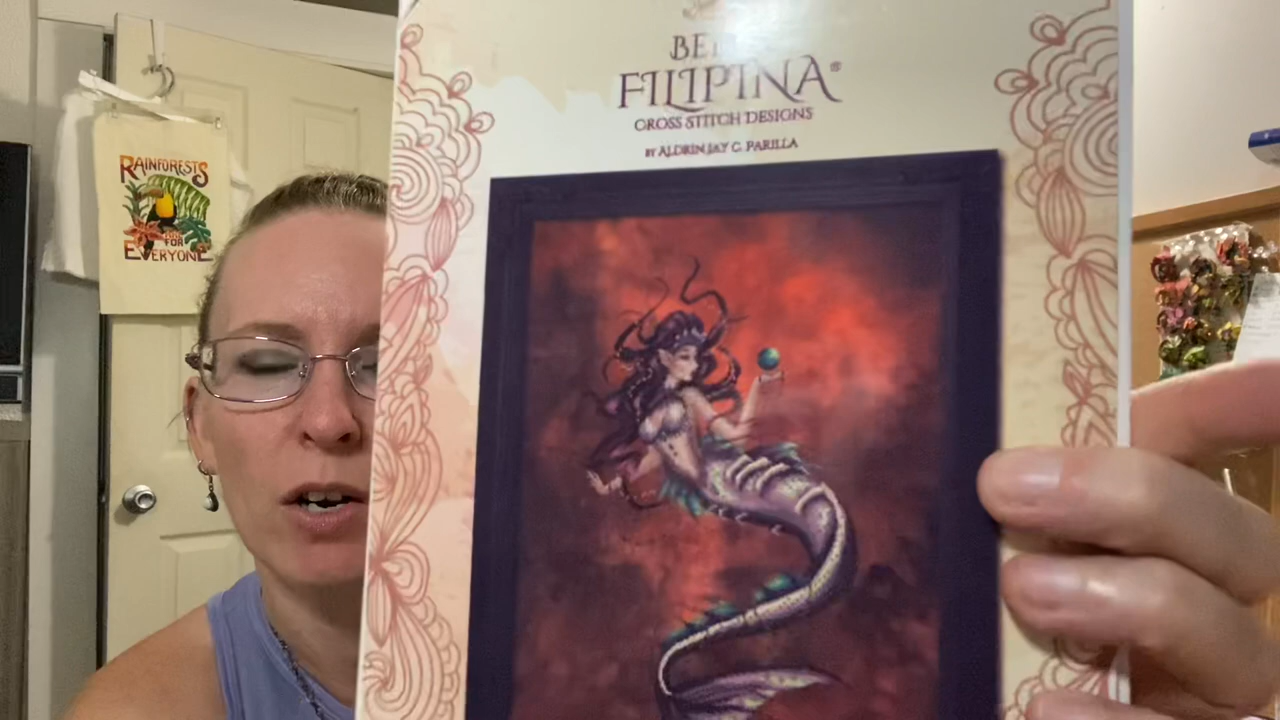 RAINFORESTS
FOR
EVERYONE
FILIPINA®
CROSS STITCH DESIGNS
BY ALDRIN JAY C. PARILLA